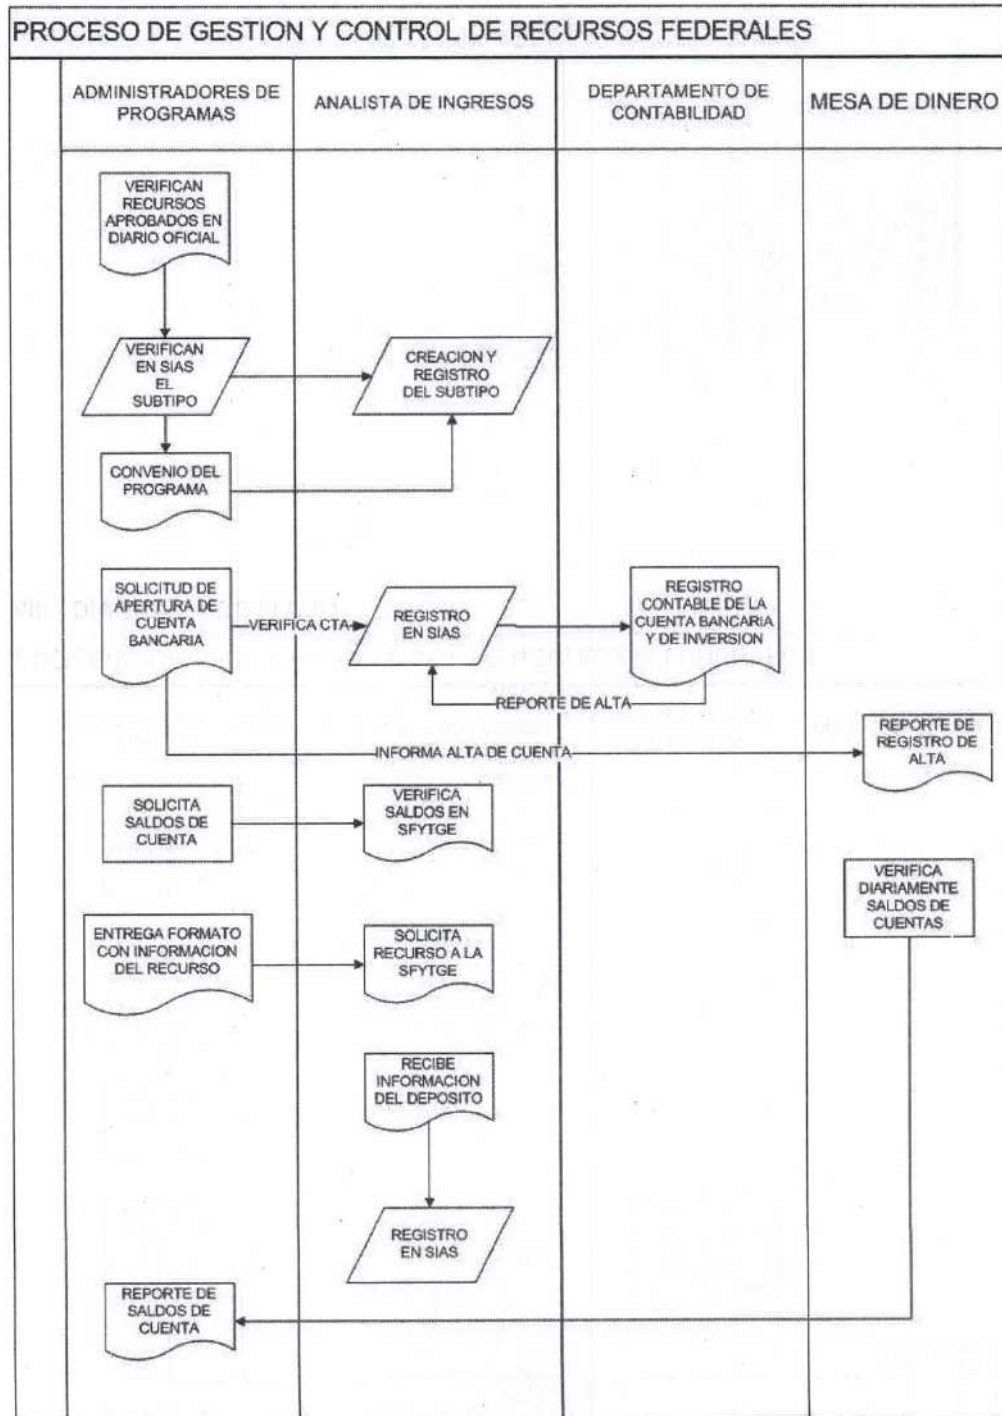 PROCESO DE GESTION Y CONTROL DE RECURSOS FEDERALES
ADMINISTRADORES DE
PROGRAMAS
ANALISTA DE INGRESOS
DEPARTAMENTO DE
CONTABILIDAD
MESA DE DINERO
VERIFICAN
RECURSOS
APROBADOS EN
DIARIO OFICIAL
VERIFICAN
EN SIAS
EL
SUBTIPO
CREACION Y
REGISTRO
DEL SUBTIPO
CONVENIO DEL
PROGRAMA
SOLICITUD DE
APERTURA DE
CUENTA
BANCARIA
VERIFICA CTA
REGISTRO
EN SIAS
REGISTRO
CONTABLE DE LA
CUENTA BANCARIA
Y DE INVERSION
REPORTE DE ALTA
INFORMA ALTA DE CUENTA
REPORTE DE
REGISTRO DE
ALTA
SOLICITA
SALDOS DE
CUENTA
VERIFICA
SALDOS EN
SFYTGE
VERIFICA
DIARIAMENTE
SALDOS DE
CUENTAS
ENTREGA FORMATO
CON INFORMACION
DEL RECURSO
SOLICITA
RECURSO A LA
SFYTGE
RECIBE
INFORMACION
DEL DEPOSITO
REGISTRO
EN SIAS
REPORTE DE
SALDOS DE
CUENTA